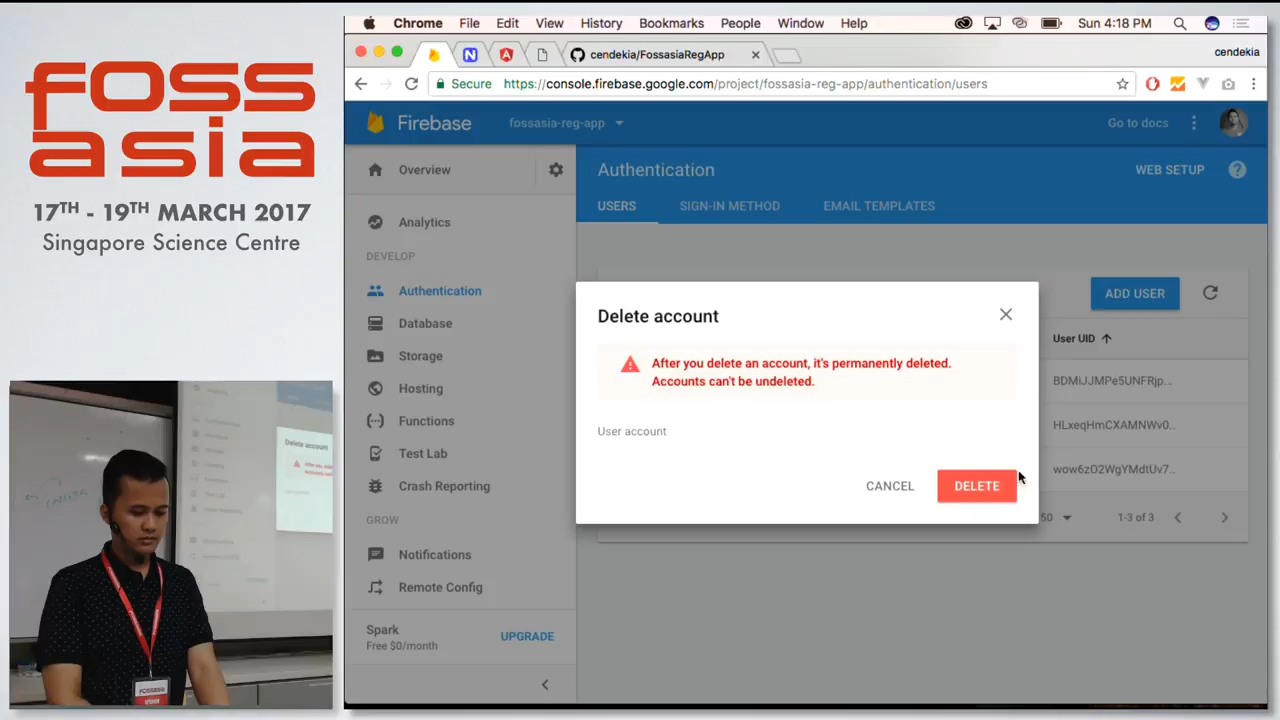 foss
asia
17TH - 19TH MARCH 2017
Singapore Science Centre
Chrome File Edit View History Bookmarks People Window Help Sun 4:18 PM
cendekia/FossasiaRegApp
cendekia
Secure https://console.firebase.google.com/project/fossasia-reg-app/authentication/users
Firebase fossasia-reg-app Go to docs
Overview
Analytics
DEVELOP
Authentication
Database
Storage
Hosting
Functions
Test Lab
Crash Reporting
GROW
Notifications
Remote Config
Spark
Free $0/month
UPGRADE
Authentication
WEB SETUP
USERS SIGN-IN METHOD EMAIL TEMPLATES
ADD USER
User UID
BDMiJJMPe5UNFRjp...
HLxeqHmCXAMNWv0...
wow6zO2WgYMdtUv7...
50 1-3 of 3
Delete account
After you delete an account, it's permanently deleted.
Accounts can't be undeleted.
User account
CANCEL DELETE
Delete account
FOSSASIA